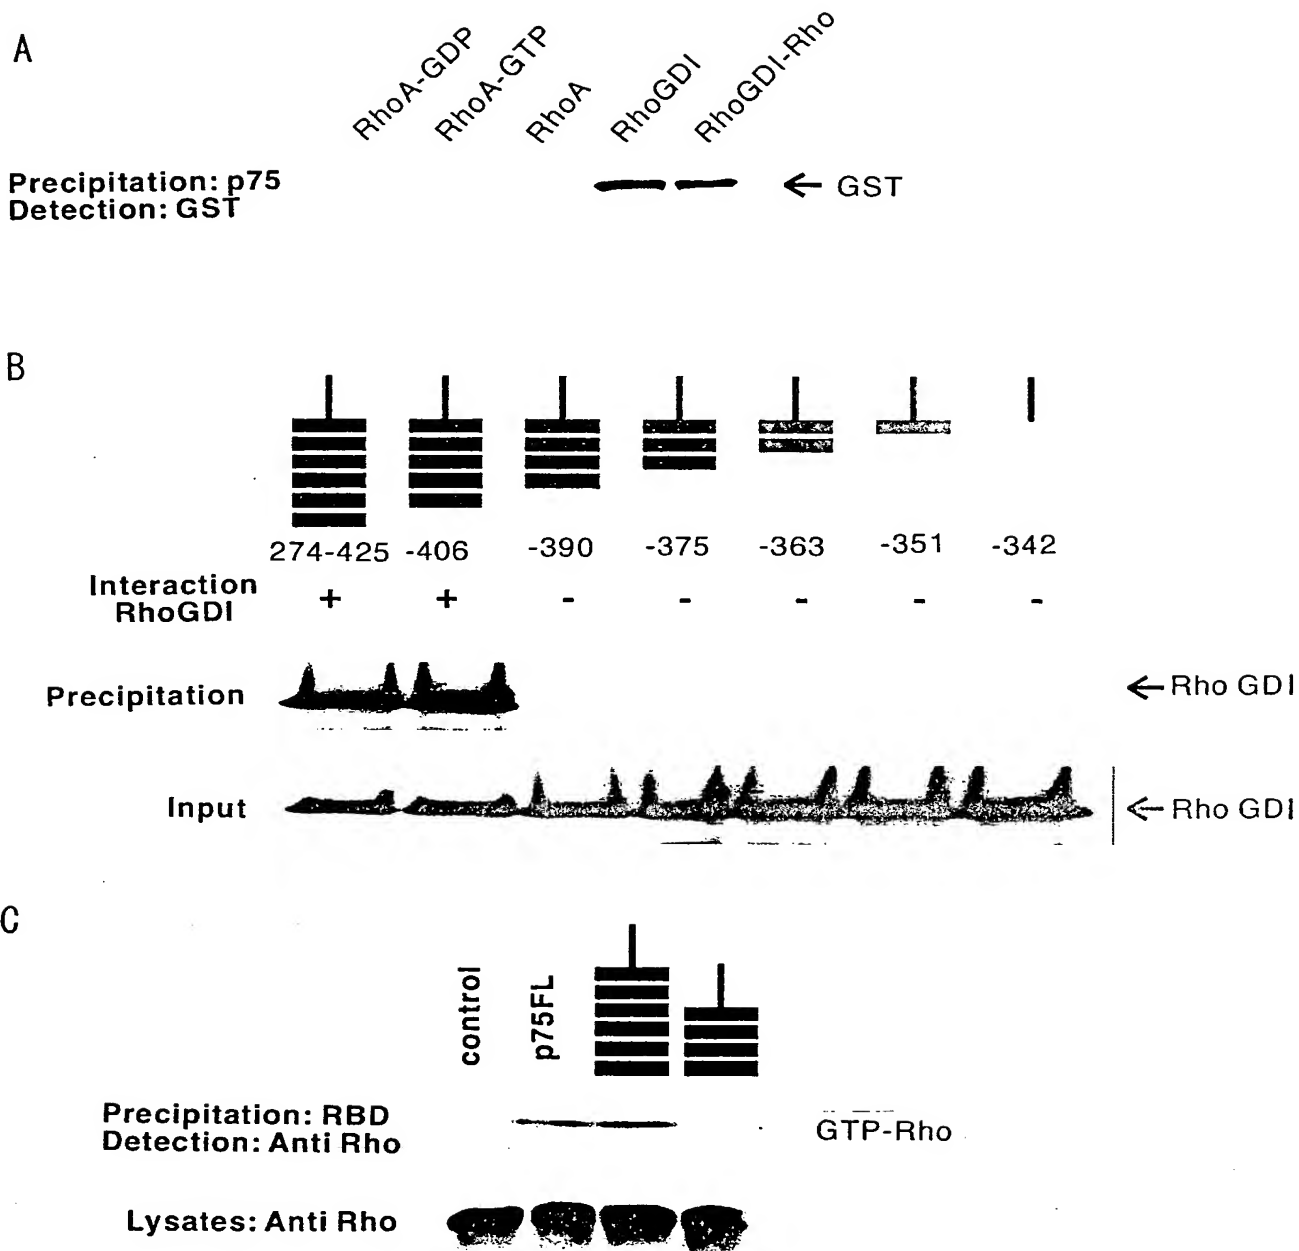 A
RhoA-GDP
RhoA-GTP
RhoA
RhoGDI
RhoGDI-Rho
Precipitation: p75
Detection: GST
← GST
B
274-425 -406 -390 -375 -363 -351 -342
Interaction
RhoGDI
+ + - - - - -
Precipitation
← Rho GDI
Input
← Rho GDI
C
control
p75FL
Precipitation: RBD
Detection: Anti Rho
GTP-Rho
Lysates: Anti Rho